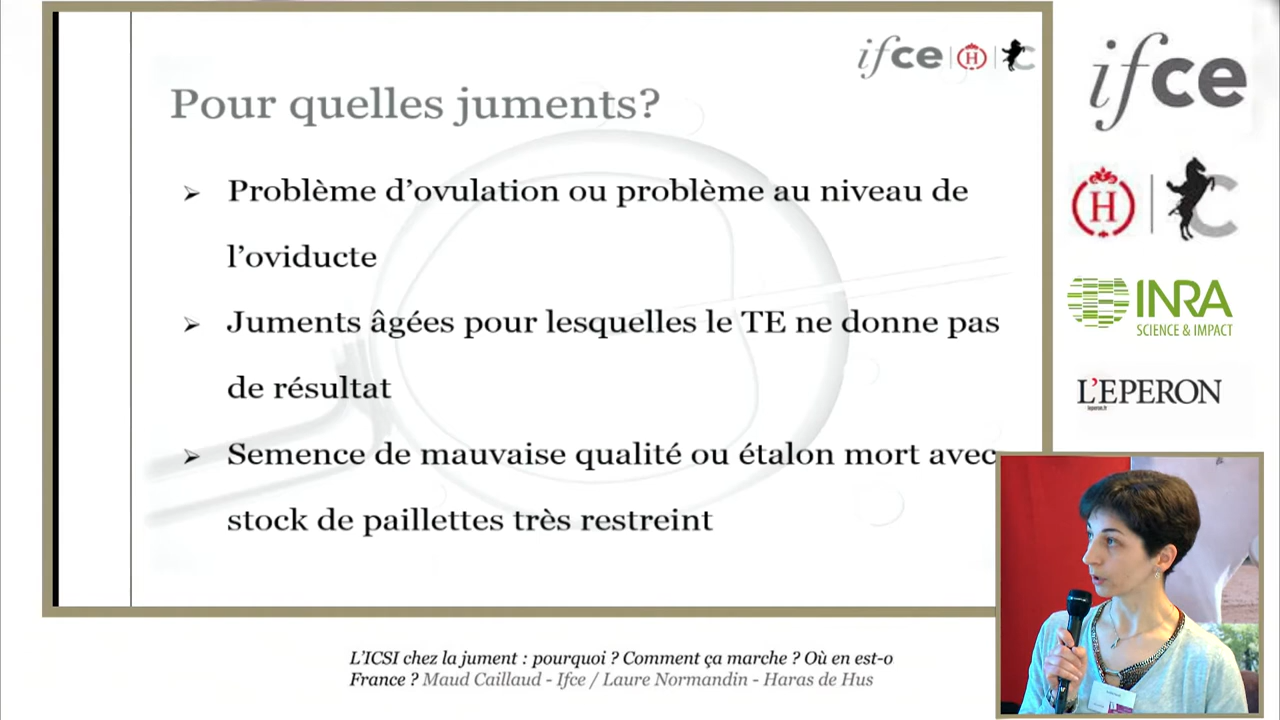 ifce H C
Pour quelles juments?
➢ Problème d'ovulation ou problème au niveau de
l'oviducte
➢ Juments âgées pour lesquelles le TE ne donne pas
de résultat
➢ Semence de mauvaise qualité ou étalon mort avec
stock de paillettes très restreint
ifce
H C
INRA
SCIENCE & IMPACT
L'EPERON
L'ICSI chez la jument : pourquoi ? Comment ça marche ? Où en est-o
France ? Maud Caillaud - Ifce / Laure Normandin - Haras de Hus